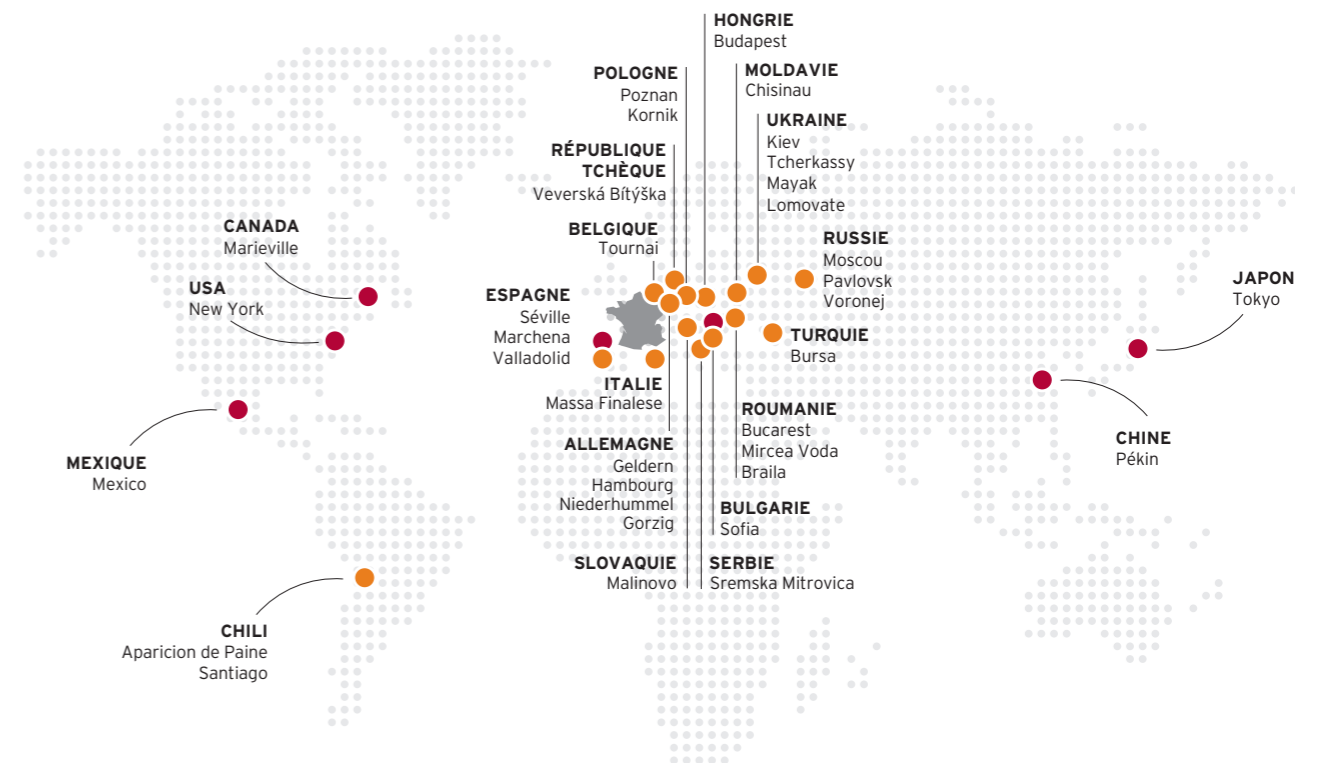 HONGRIE
Budapest
POLOGNE
Poznan
Kornik
MOLDAVIE
Chisinau
UKRAINE
Kiev
Tcherkassy
Mayak
Lomovate
RÉPUBLIQUE
TCHÈQUE
Veverská Bítýška
BELGIQUE
Tournai
CANADA
Marieville
RUSSIE
Moscou
Pavlovsk
Voronej
USA
New York
ESPAGNE
Séville
Marchena
Valladolid
JAPON
Tokyo
TURQUIE
Bursa
ITALIE
Massa Finalese
ROUMANIE
Bucarest
Mircea Voda
Braila
ALLEMAGNE
Geldern
Hambourg
Niederhummel
Gorzig
CHINE
Pékin
MEXIQUE
Mexico
BULGARIE
Sofia
SLOVAQUIE
Malinovo
SERBIE
Sremska Mitrovica
CHILI
Aparicion de Paine
Santiago